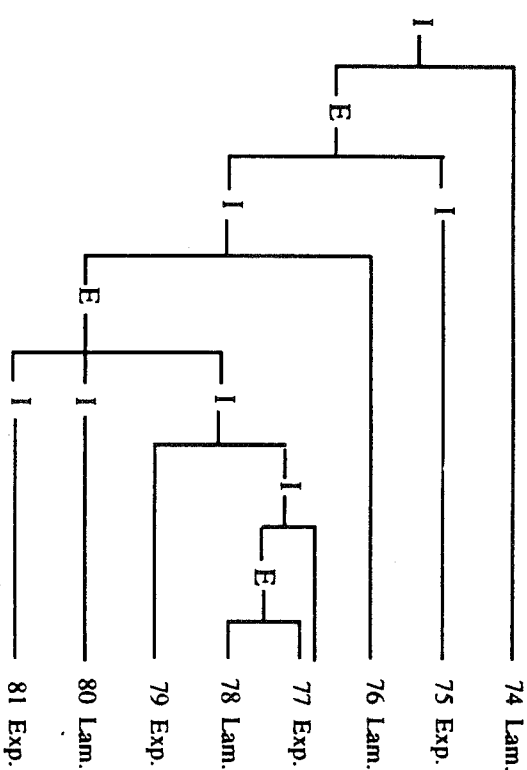 74 Lam.
I 75 Exp.
I
76 Lam.
E
I 77 Exp.
E
I I 78 Lam.
79 Exp.
E I 80 Lam.
I 81 Exp.